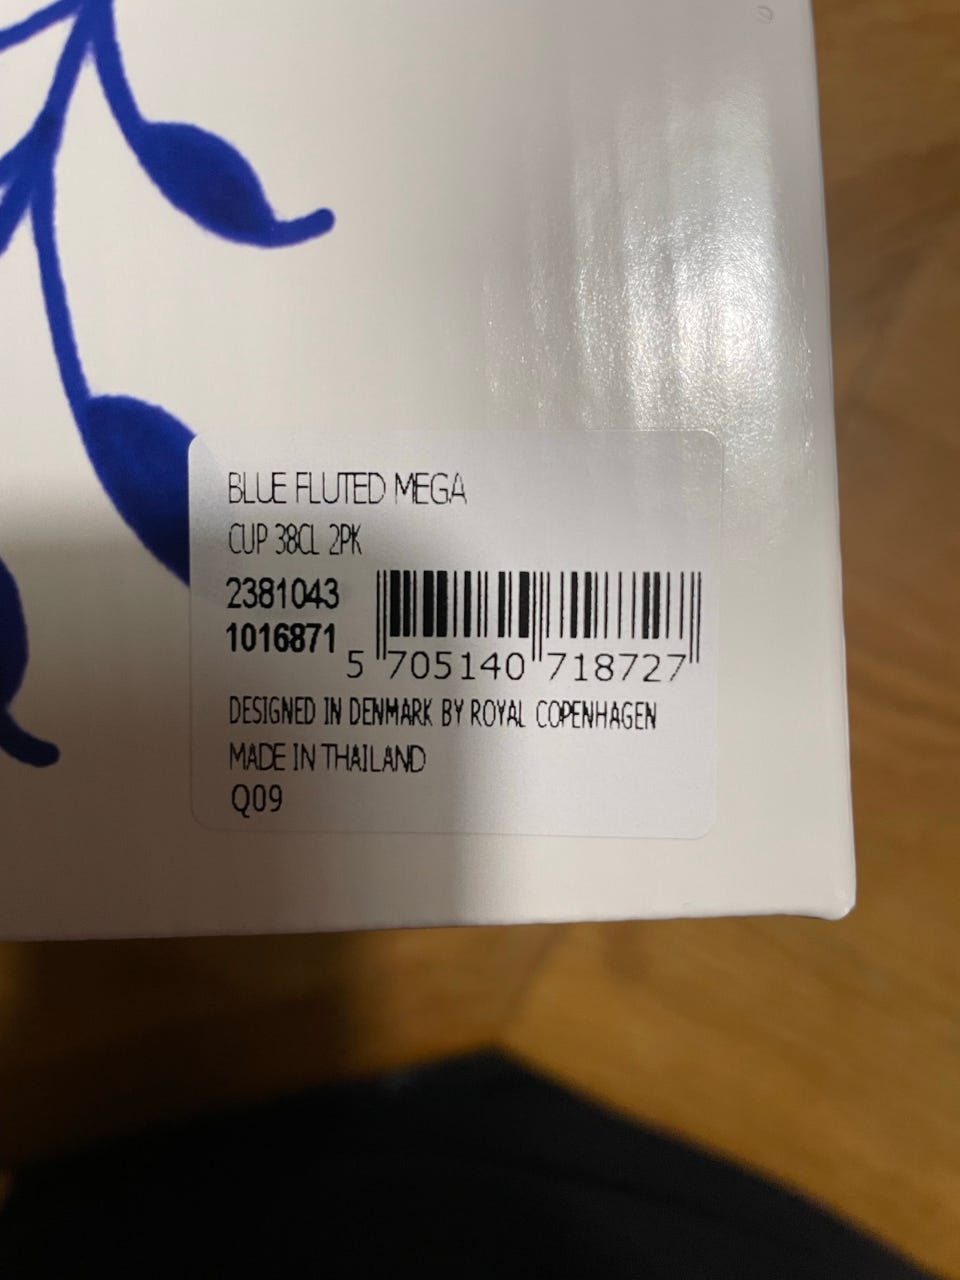 BLUE FLUTED MEGA
CUP 38CL 2PK
2381043
1016871
5 705140 718727
DESIGNED IN DENMARK BY ROYAL COPENHAGEN
MADE IN THAILAND
Q09